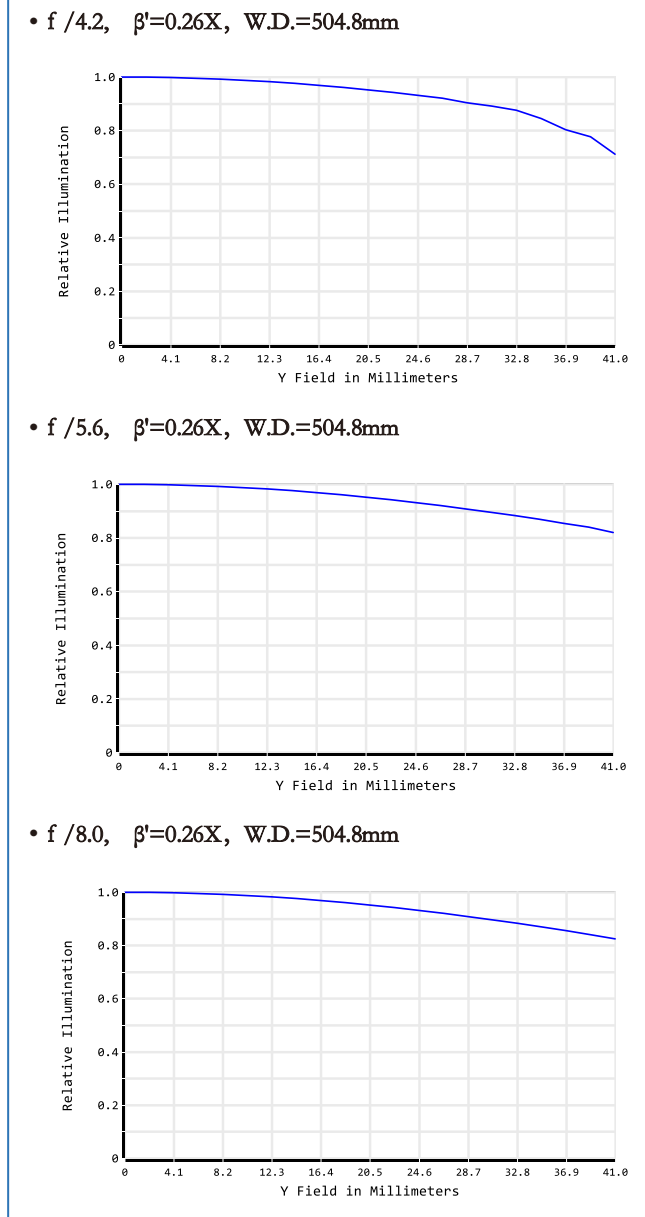 • f /4.2, β'=0.26X, W.D.=504.8mm
1.0
0.8
0.6
0.4
0.2
0
Relative Illumination
0 4.1 8.2 12.3 16.4 20.5 24.6 28.7 32.8 36.9 41.0
Y Field in Millimeters
• f /5.6, β'=0.26X, W.D.=504.8mm
1.0
0.8
0.6
0.4
0.2
0
Relative Illumination
0 4.1 8.2 12.3 16.4 20.5 24.6 28.7 32.8 36.9 41.0
Y Field in Millimeters
• f /8.0, β'=0.26X, W.D.=504.8mm
1.0
0.8
0.6
0.4
0.2
0
Relative Illumination
0 4.1 8.2 12.3 16.4 20.5 24.6 28.7 32.8 36.9 41.0
Y Field in Millimeters